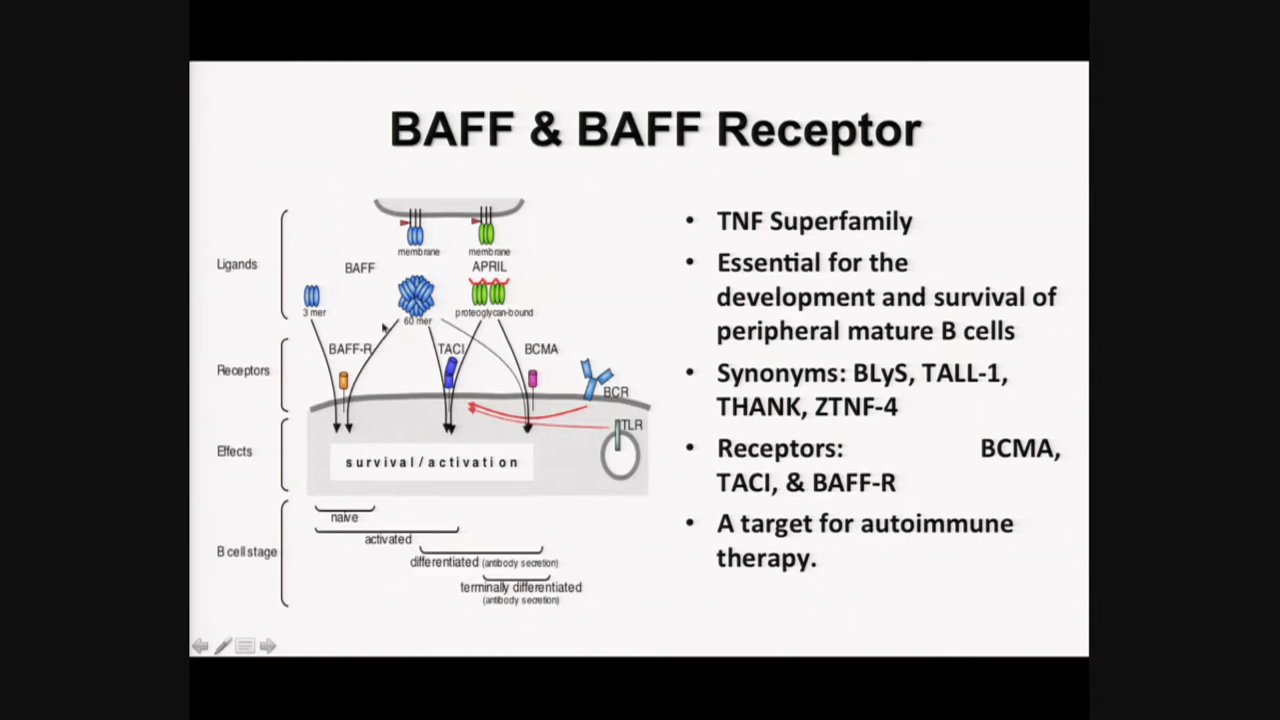 BAFF & BAFF Receptor
Ligands
membrane
membrane
BAFF
APRIL
3 mer
60 mer
proteoglycan-bound
Receptors
BAFF-R
TACI
BCMA
BCR
TLR
Effects
survival/activation
B cell stage
naive
activated
differentiated (antibody secretion)
terminally differentiated
(antibody secretion)
• TNF Superfamily
• Essential for the
development and survival of
peripheral mature B cells
• Synonyms: BLyS, TALL-1,
THANK, ZTNF-4
• Receptors: BCMA,
TACI, & BAFF-R
• A target for autoimmune
therapy.